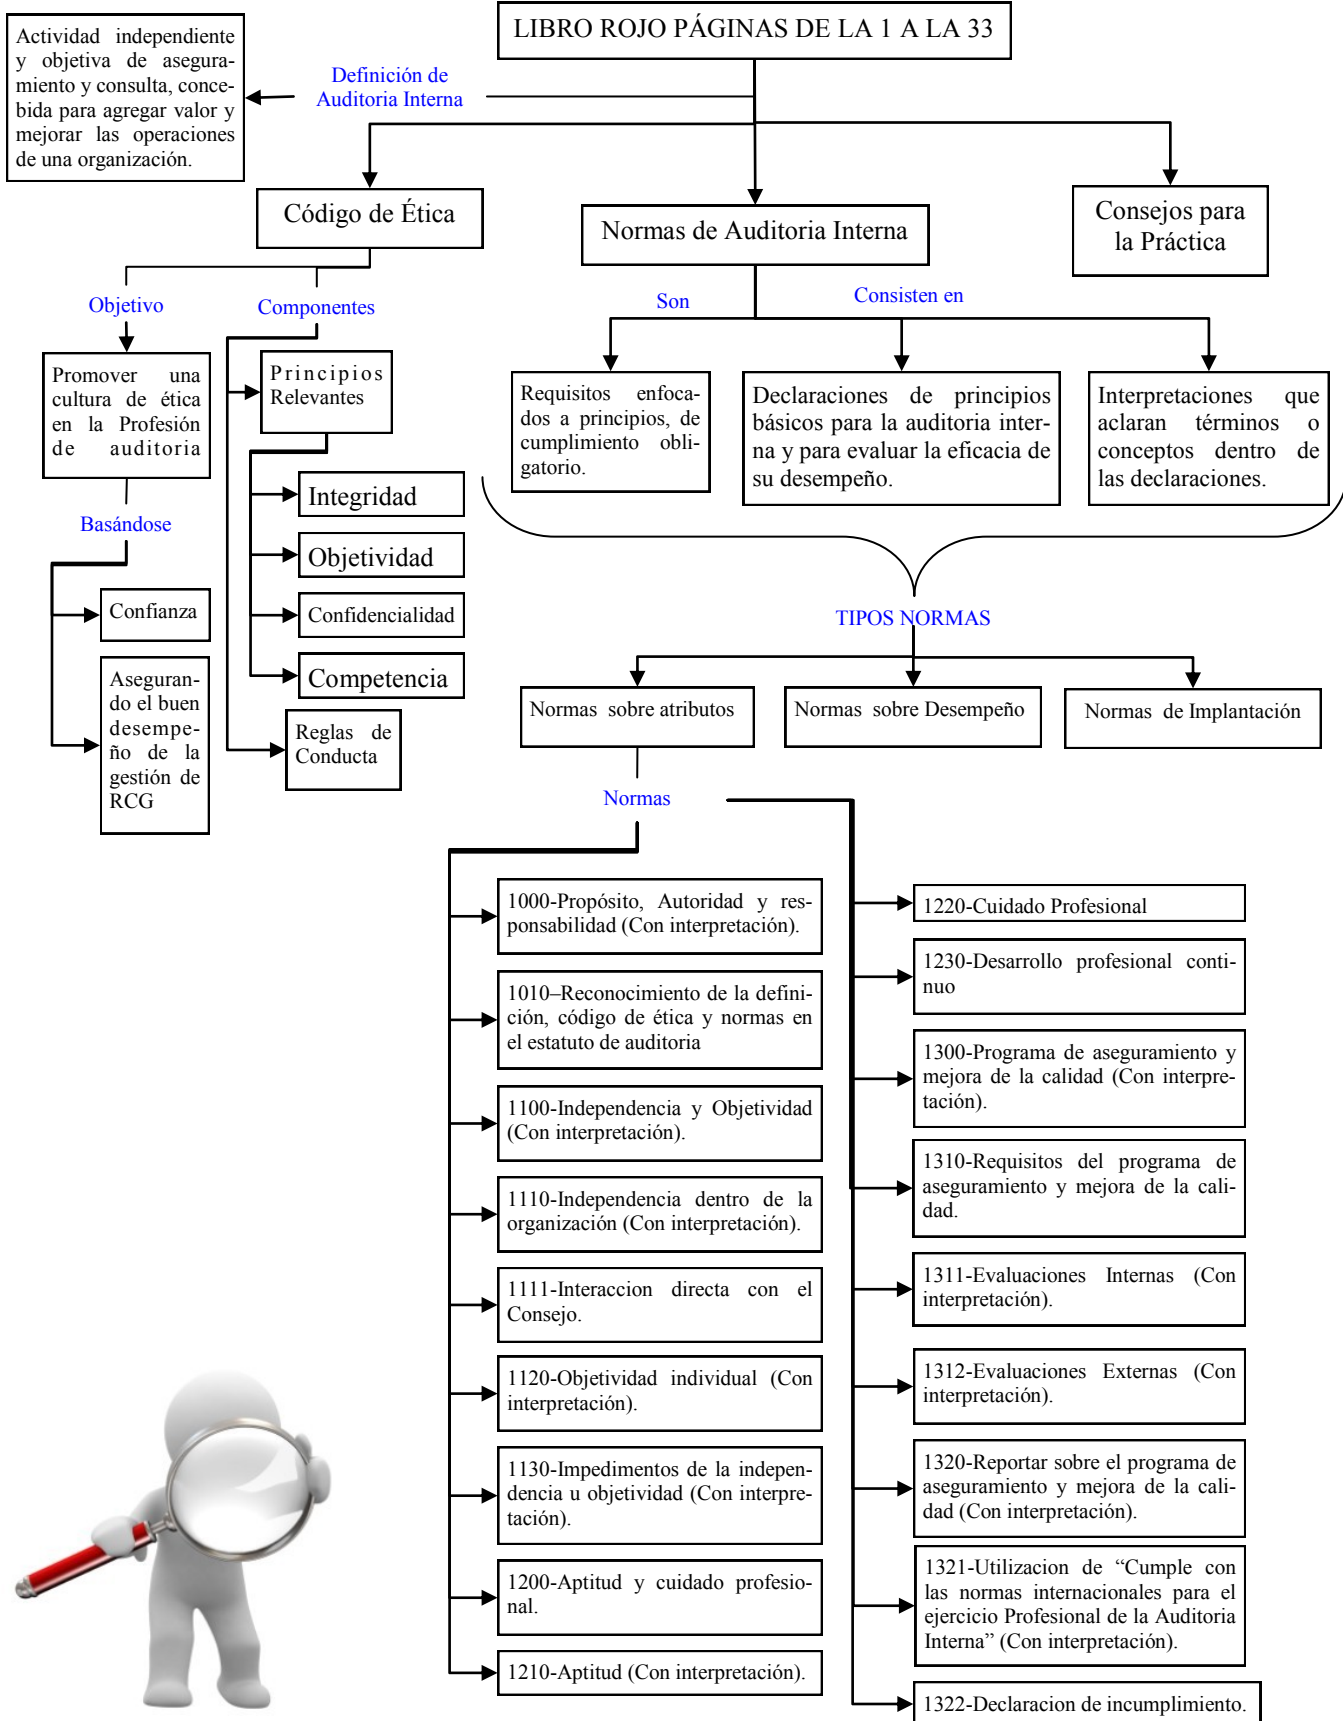 LIBRO ROJO PÁGINAS DE LA 1 A LA 33
Actividad independiente
y objetiva de asegura-
miento y consulta, conce-
bida para agregar valor y
mejorar las operaciones
de una organización.
Definición de
Auditoria Interna
Código de Ética
Normas de Auditoria Interna
Consejos para
la Práctica
Objetivo
Componentes
Son
Consisten en
Promover una
cultura de ética
en la Profesión
de auditoria
Principios
Relevantes
Requisitos enfoca-
dos a principios, de
cumplimiento obli-
gatorio.
Declaraciones de principios
básicos para la auditoria inter-
na y para evaluar la eficacia de
su desempeño.
Interpretaciones que
aclaran términos o
conceptos dentro de
las declaraciones.
Basándose
Integridad
Objetividad
Confidencialidad
Competencia
Confianza
Aseguran-
do el buen
desempe-
ño de la
gestión de
RCG
Reglas de
Conducta
TIPOS NORMAS
Normas sobre atributos
Normas sobre Desempeño
Normas de Implantación
Normas
1000-Propósito, Autoridad y res-
ponsabilidad (Con interpretación).
1010–Reconocimiento de la defini-
ción, código de ética y normas en
el estatuto de auditoria
1100-Independencia y Objetividad
(Con interpretación).
1110-Independencia dentro de la
organización (Con interpretación).
1111-Interaccion directa con el
Consejo.
1120-Objetividad individual (Con
interpretación).
1130-Impedimentos de la indepen-
dencia u objetividad (Con interpre-
tación).
1200-Aptitud y cuidado profesio-
nal.
1210-Aptitud (Con interpretación).
1220-Cuidado Profesional
1230-Desarrollo profesional conti-
nuo
1300-Programa de aseguramiento y
mejora de la calidad (Con interpre-
tación).
1310-Requisitos del programa de
aseguramiento y mejora de la cali-
dad.
1311-Evaluaciones Internas (Con
interpretación).
1312-Evaluaciones Externas (Con
interpretación).
1320-Reportar sobre el programa de
aseguramiento y mejora de la cali-
dad (Con interpretación).
1321-Utilizacion de “Cumple con
las normas internacionales para el
ejercicio Profesional de la Auditoria
Interna” (Con interpretación).
1322-Declaracion de incumplimiento.